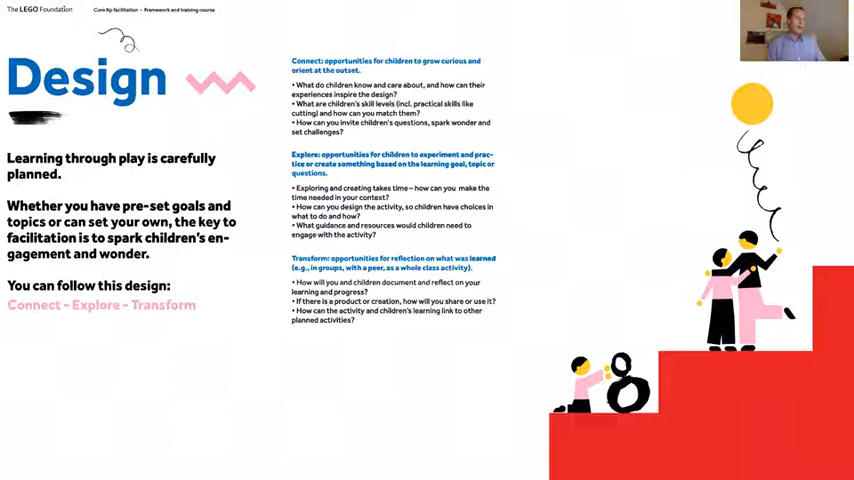 The LEGO Foundation
Core ltp facilitation • Framework and training course
Design
Learning through play is carefully
planned.
Whether you have pre-set goals and
topics or can set your own, the key to
facilitation is to spark children's en-
gagement and wonder.
You can follow this design:
Connect - Explore - Transform
Connect: opportunities for children to grow curious and
orient at the outset.
• What do children know and care about, and how can their
experiences inspire the design?
• What are children's skill levels (incl. practical skills like
cutting) and how can you match them?
• How can you invite children's questions, spark wonder and
set challenges?
Explore: opportunities for children to experiment and prac-
tice or create something based on the learning goal, topic or
questions.
• Exploring and creating takes time – how can you make the
time needed in your context?
• How can you design the activity, so children have choices in
what to do and how?
• What guidance and resources would children need to
engage with the activity?
Transform: opportunities for reflection on what was learned
(e.g., in groups, with a peer, as a whole class activity).
• How will you and children document and reflect on your
learning and progress?
• If there is a product or creation, how will you share or use it?
• How can the activity and children's learning link to other
planned activities?